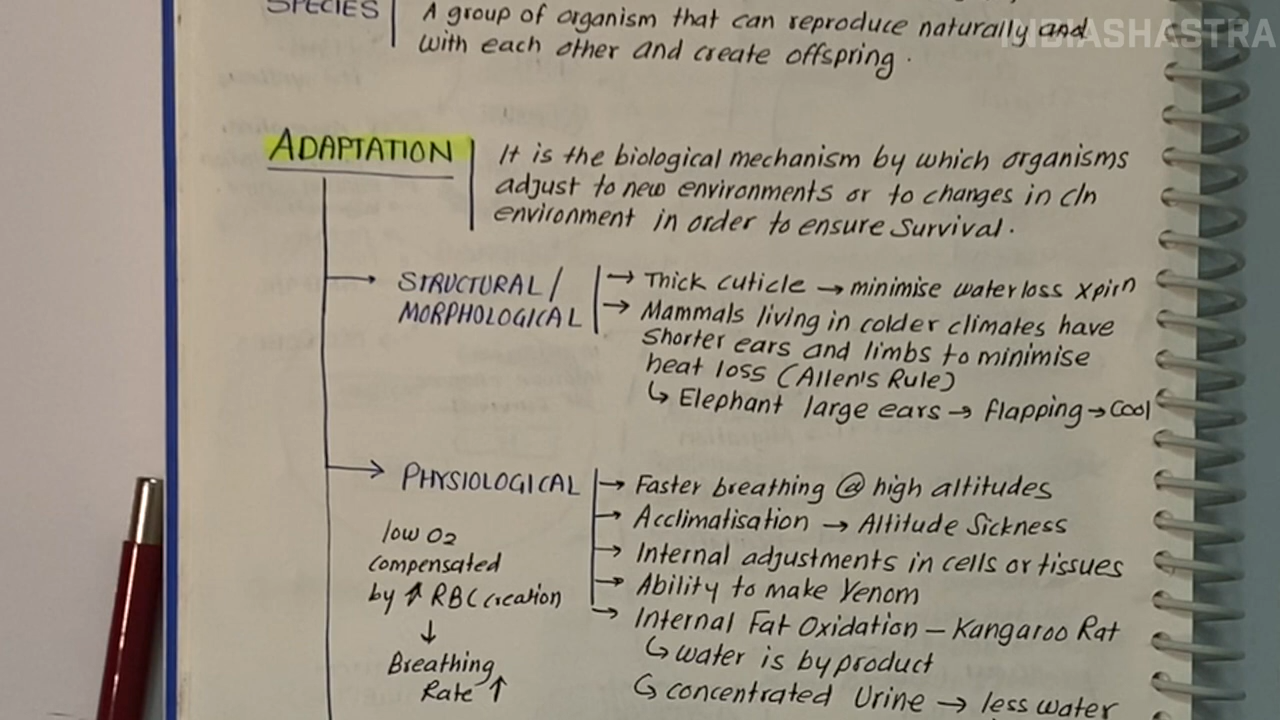 SPECIES
A group of organism that can reproduce naturally and
with each other and create offspring.
INDIASHASTRA
ADAPTATION
It is the biological mechanism by which organisms
adjust to new environments or to changes in c/n
environment in order to ensure Survival.
STRUCTURAL/
MORPHOLOGICAL
→ Thick cuticle → minimise water loss xpirn
→ Mammals living in colder climates have
shorter ears and limbs to minimise
heat loss (Allen's Rule)
↳ Elephant large ears → flapping → cool
PHYSIOLOGICAL
→ Faster breathing @ high altitudes
→ Acclimatisation → Altitude Sickness
→ Internal adjustments in cells or tissues
→ Ability to make Venom
→ Internal Fat Oxidation – Kangaroo Rat
↳ water is byproduct
↳ concentrated Urine → less water
low O2
compensated
by ↑ RBC creation
↓
Breathing
Rate ↑